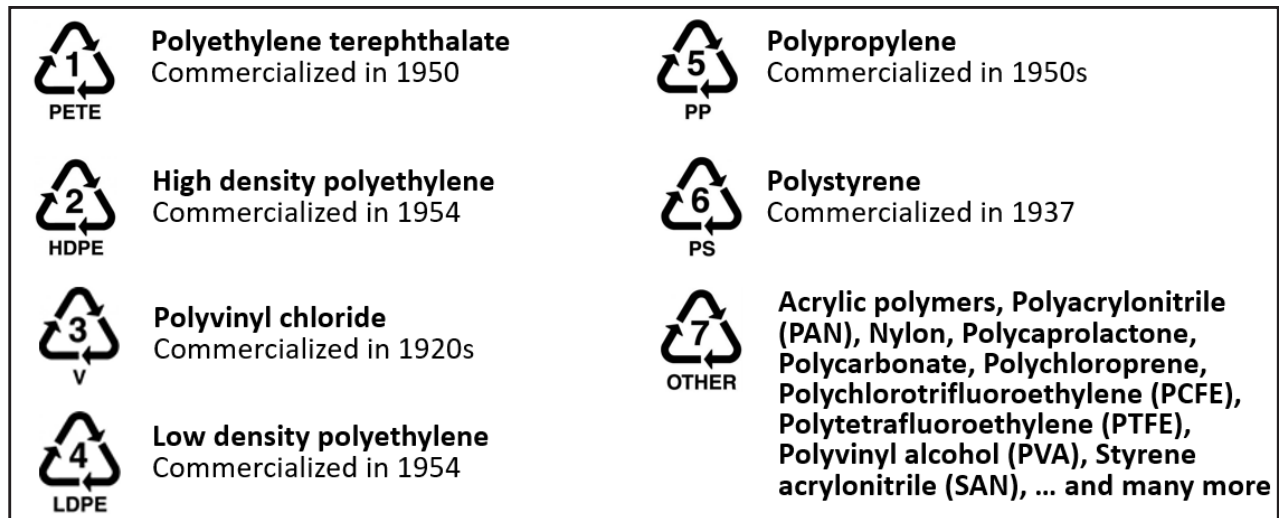 1
PETE
Polyethylene terephthalate
Commercialized in 1950
2
HDPE
High density polyethylene
Commercialized in 1954
3
V
Polyvinyl chloride
Commercialized in 1920s
4
LDPE
Low density polyethylene
Commercialized in 1954
5
PP
Polypropylene
Commercialized in 1950s
6
PS
Polystyrene
Commercialized in 1937
7
OTHER
Acrylic polymers, Polyacrylonitrile
(PAN), Nylon, Polycaprolactone,
Polycarbonate, Polychloroprene,
Polychlorotrifluoroethylene (PCFE),
Polytetrafluoroethylene (PTFE),
Polyvinyl alcohol (PVA), Styrene
acrylonitrile (SAN), ... and many more